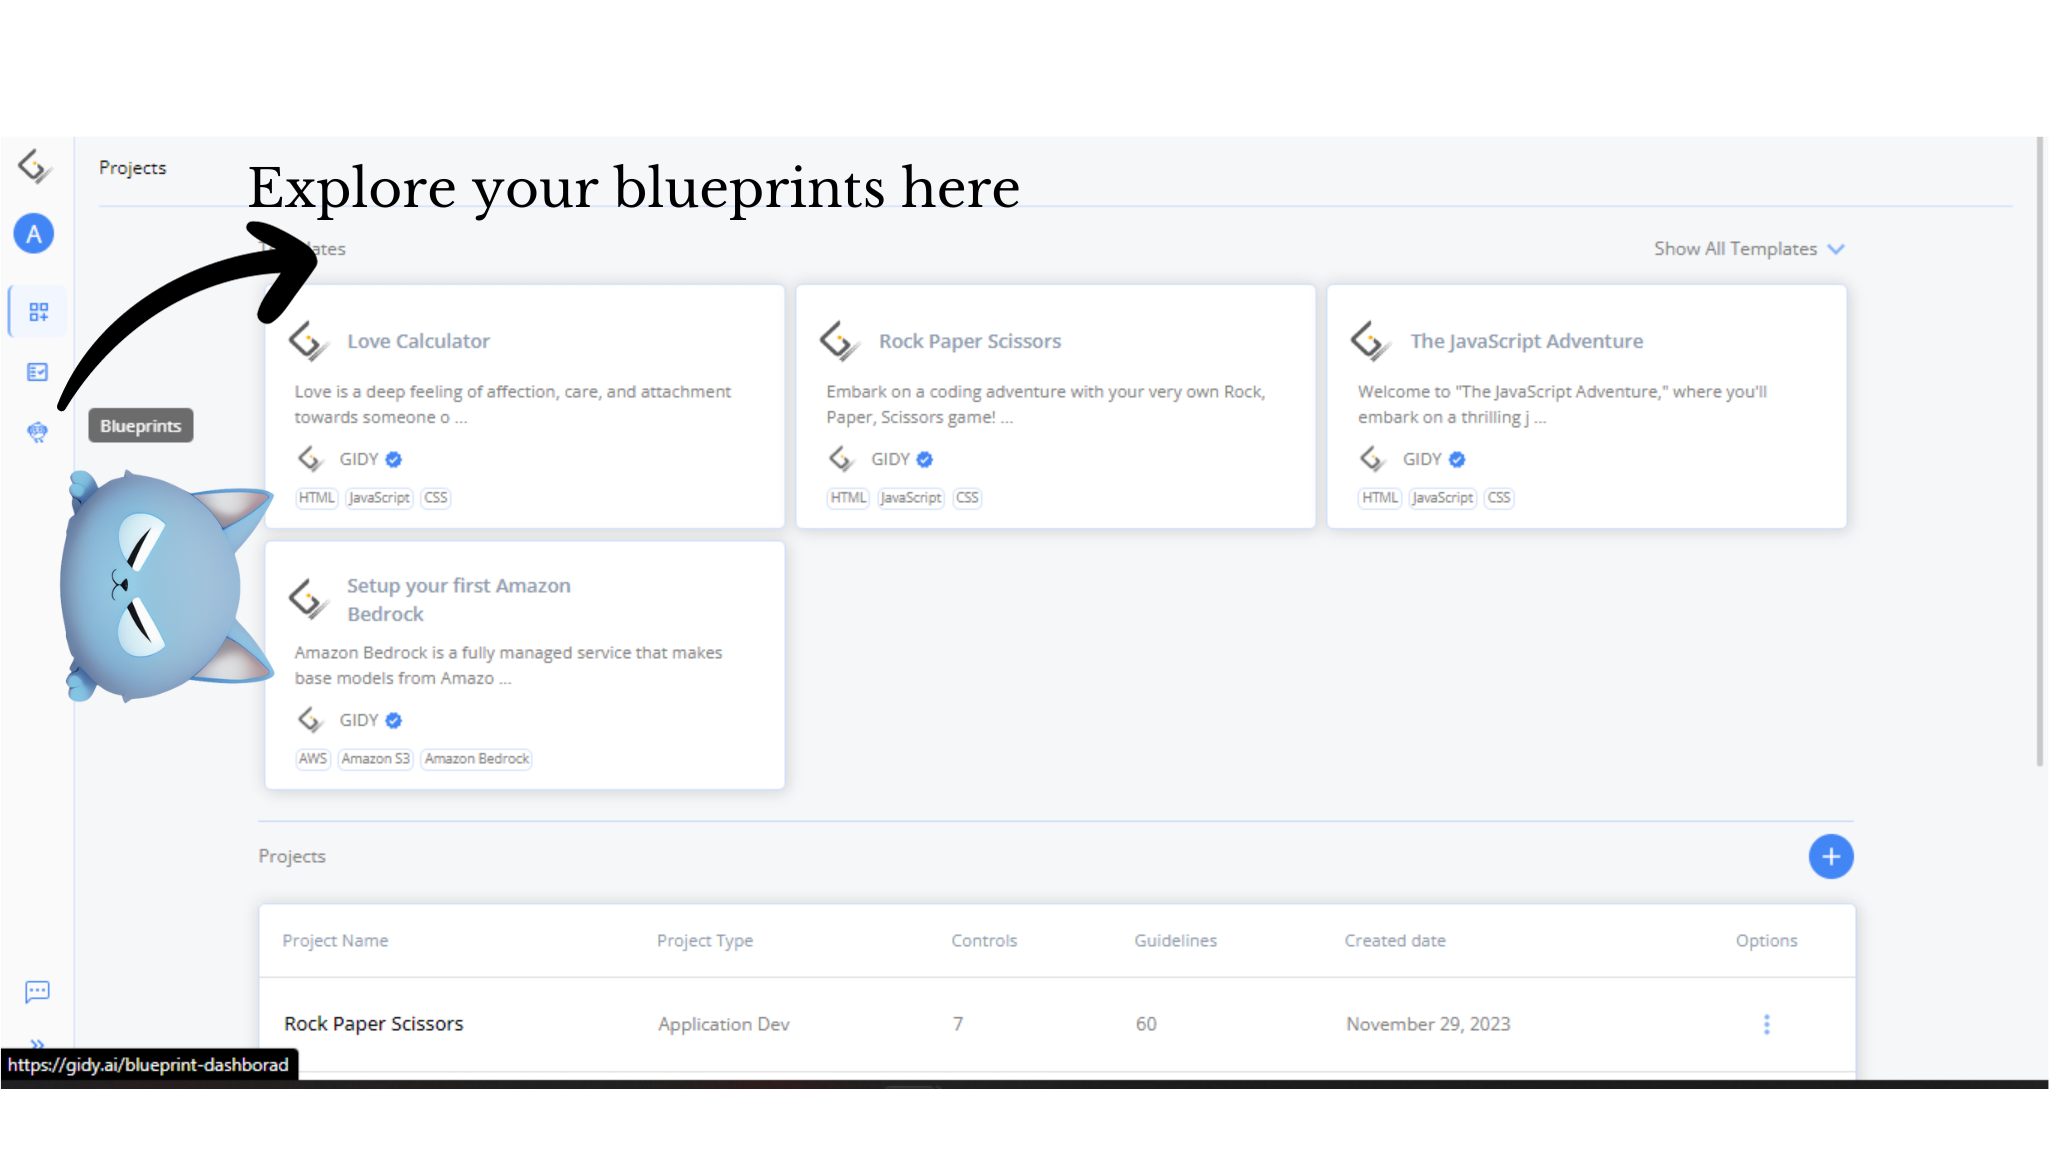 Projects
Explore your blueprints here
A
Show All Templates
Love Calculator
Love is a deep feeling of affection, care, and attachment
towards someone o ...
GIDY
HTML JavaScript CSS
Rock Paper Scissors
Embark on a coding adventure with your very own Rock,
Paper, Scissors game! ...
GIDY
HTML JavaScript CSS
The JavaScript Adventure
Welcome to "The JavaScript Adventure," where you'll
embark on a thrilling j ...
GIDY
HTML JavaScript CSS
Blueprints
Setup your first Amazon
Bedrock
Amazon Bedrock is a fully managed service that makes
base models from Amazo ...
GIDY
AWS Amazon S3 Amazon Bedrock
Projects
Project Name Project Type Controls Guidelines Created date Options
Rock Paper Scissors Application Dev 7 60 November 29, 2023
https://gidy.ai/blueprint-dashborad